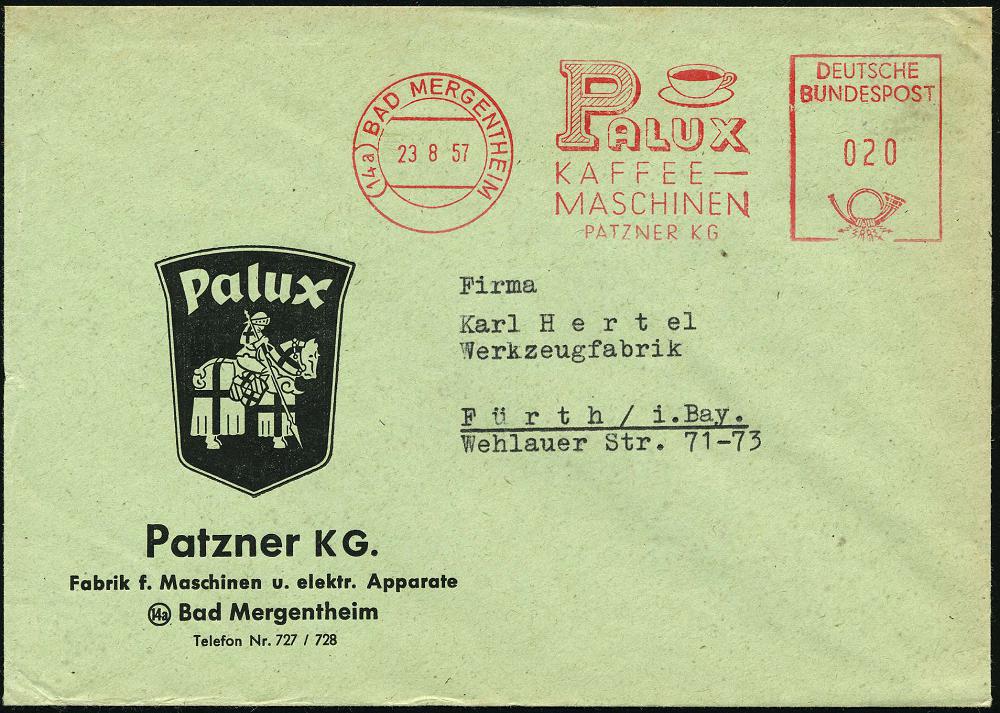 (14a) BAD MERGENTHEIM
23 8 57
PALUX
KAFFEE-
MASCHINEN
PATZNER KG
DEUTSCHE
BUNDESPOST
020
Palux
Firma
Karl H e r t e l
Werkzeugfabrik
F ü r t h / i.Bay.
Wehlauer Str. 71-73
Patzner KG.
Fabrik f. Maschinen u. elektr. Apparate
14a Bad Mergentheim
Telefon Nr. 727 / 728